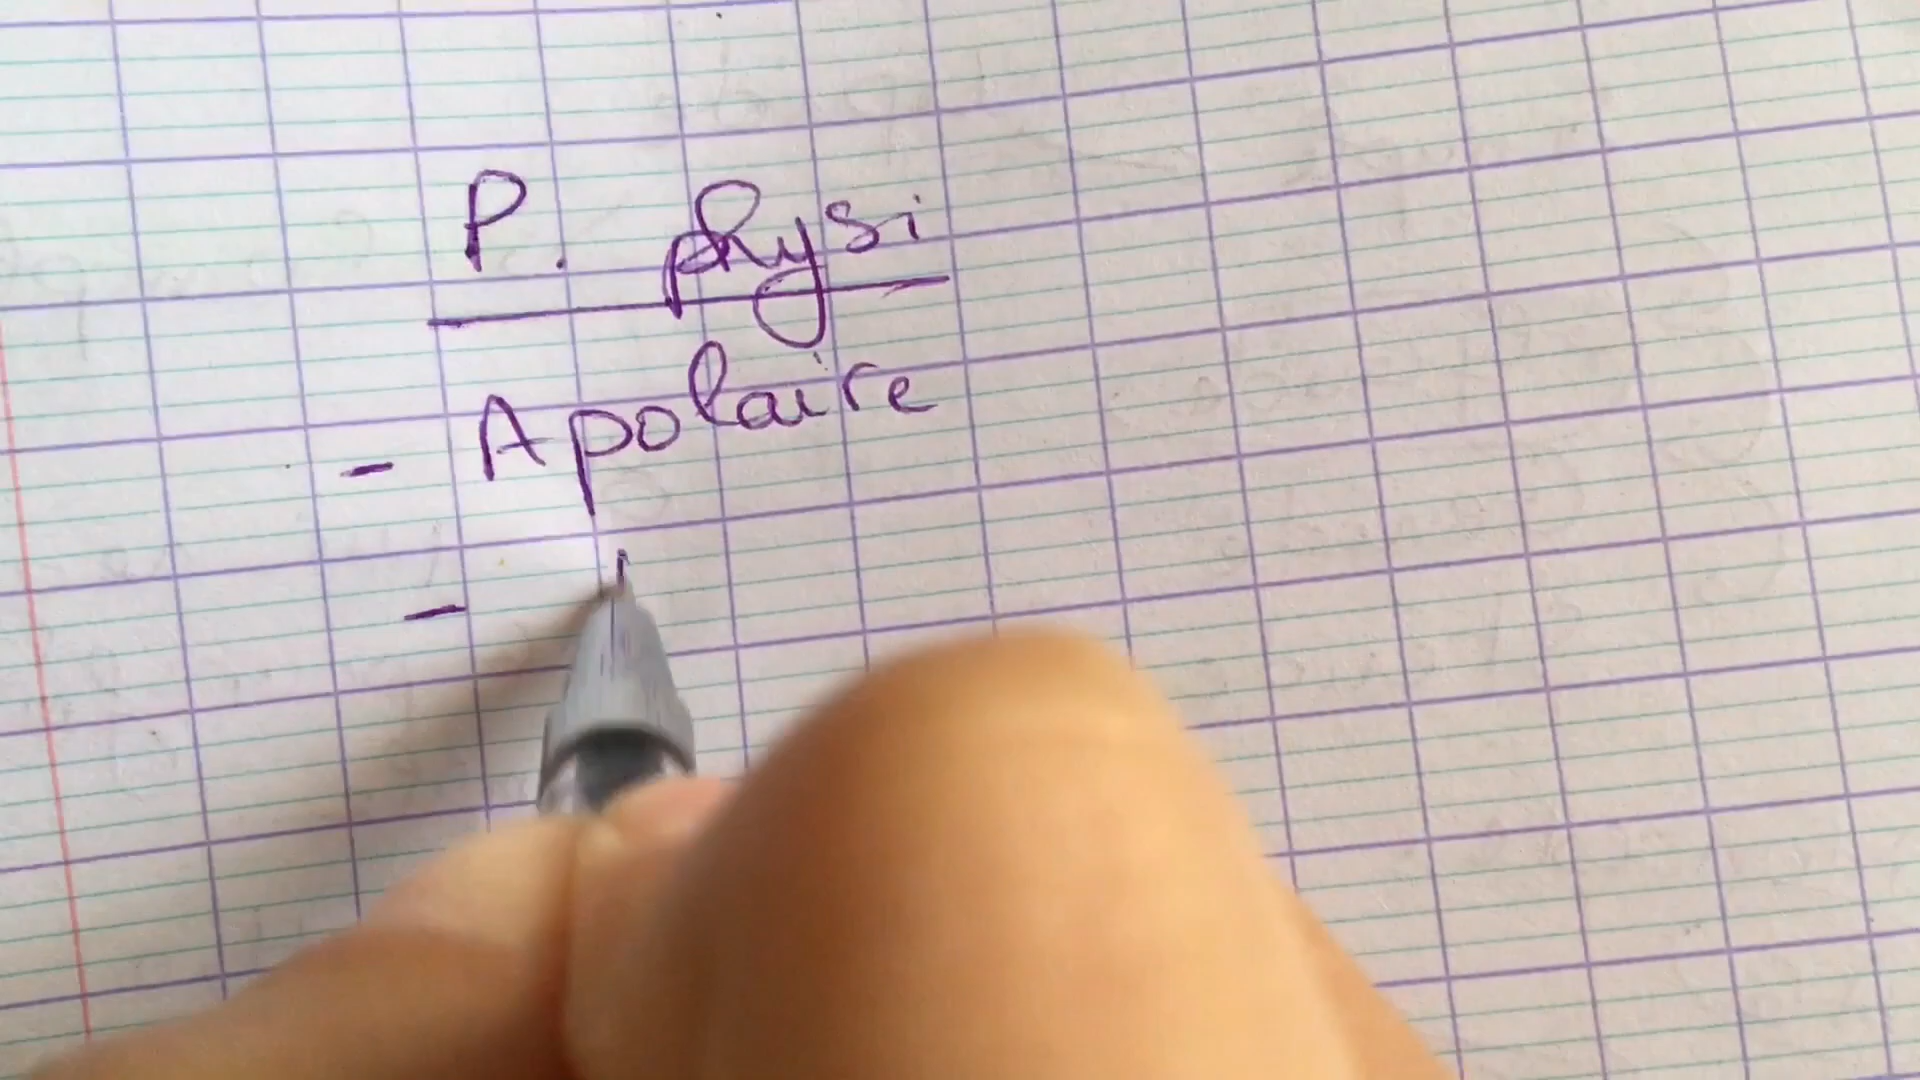 P. physi
- Apolaire
-